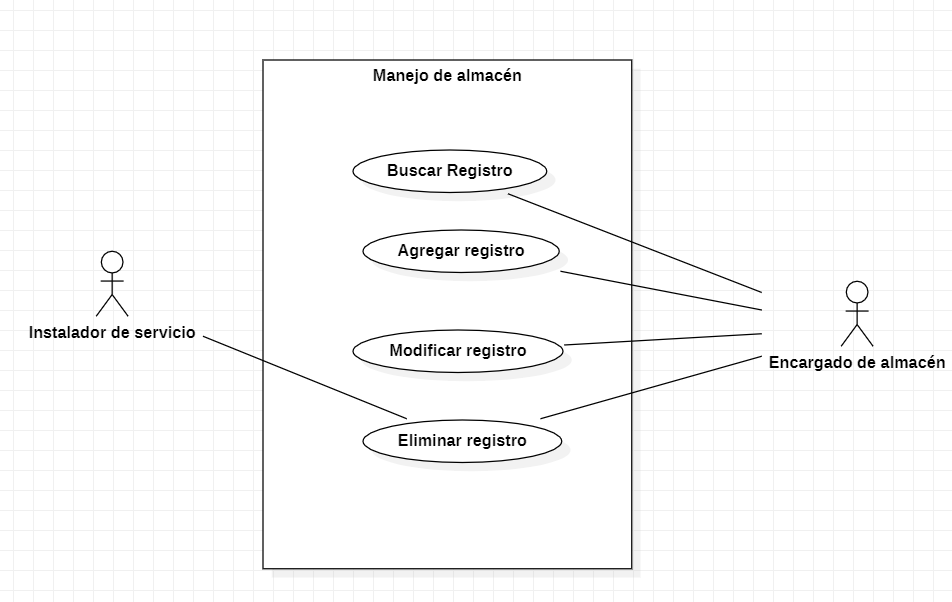 Manejo de almacén
Buscar Registro
Agregar registro
Instalador de servicio
Modificar registro
Encargado de almacén
Eliminar registro